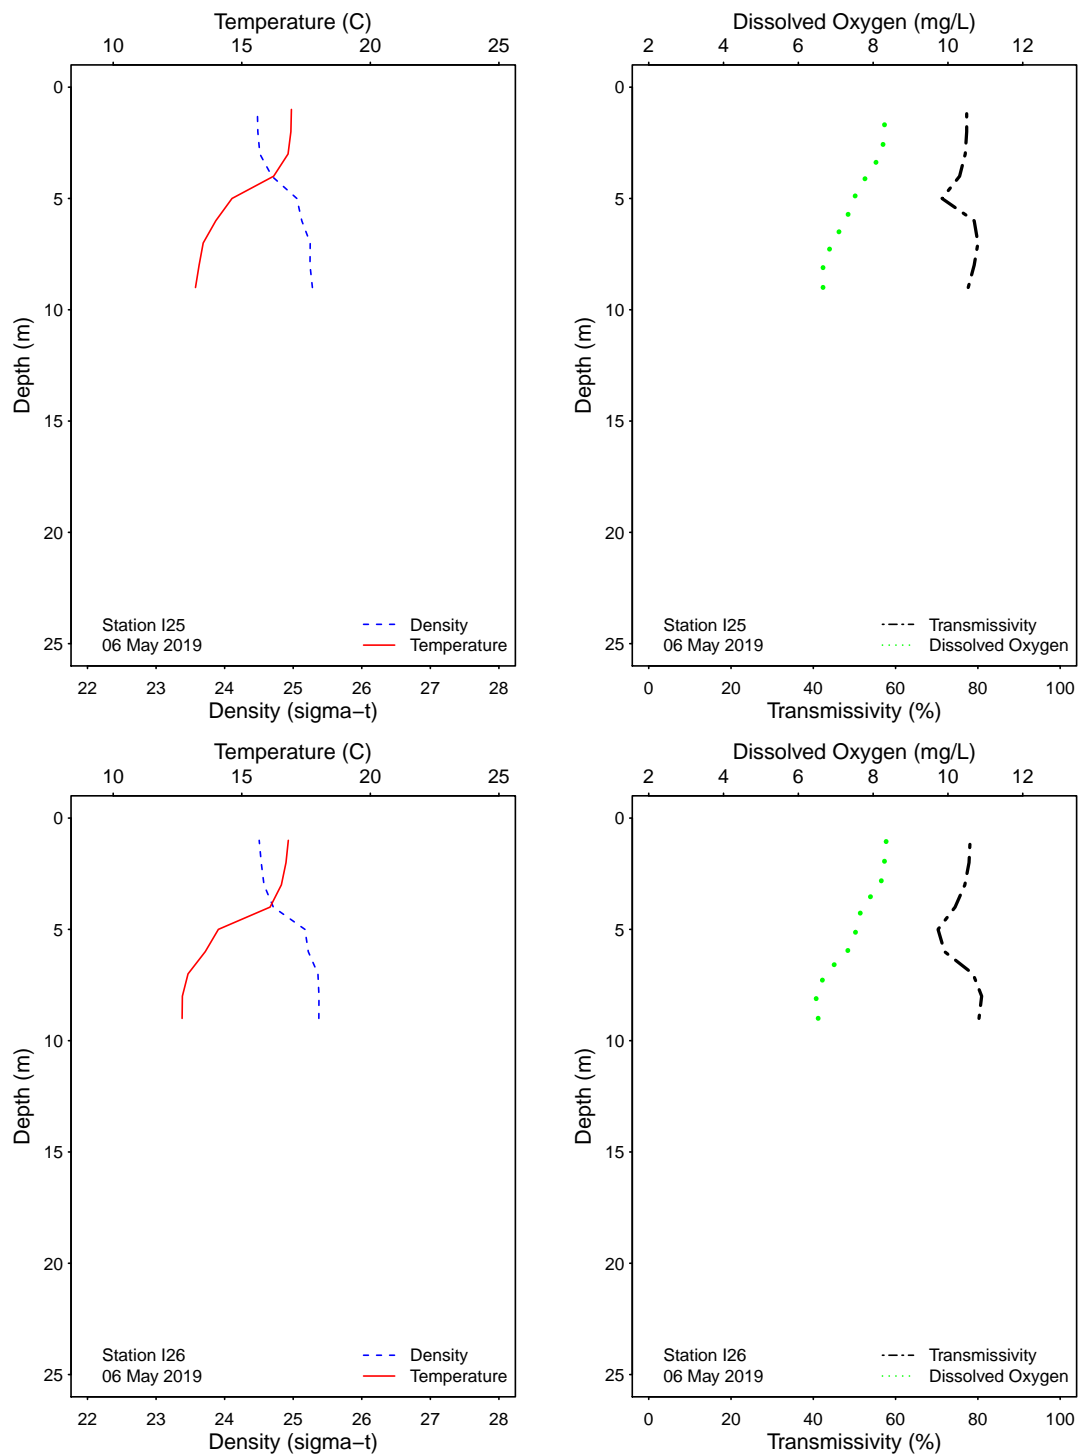 Temperature (C)
10 15 20 25
0
5
10
15
20
25
Depth (m)
Station I25
06 May 2019
Density
Temperature
22 23 24 25 26 27 28
Density (sigma−t)
Dissolved Oxygen (mg/L)
2 4 6 8 10 12
0
5
10
15
20
25
Depth (m)
Station I25
06 May 2019
Transmissivity
Dissolved Oxygen
0 20 40 60 80 100
Transmissivity (%)
Temperature (C)
10 15 20 25
0
5
10
15
20
25
Depth (m)
Station I26
06 May 2019
Density
Temperature
22 23 24 25 26 27 28
Density (sigma−t)
Dissolved Oxygen (mg/L)
2 4 6 8 10 12
0
5
10
15
20
25
Depth (m)
Station I26
06 May 2019
Transmissivity
Dissolved Oxygen
0 20 40 60 80 100
Transmissivity (%)